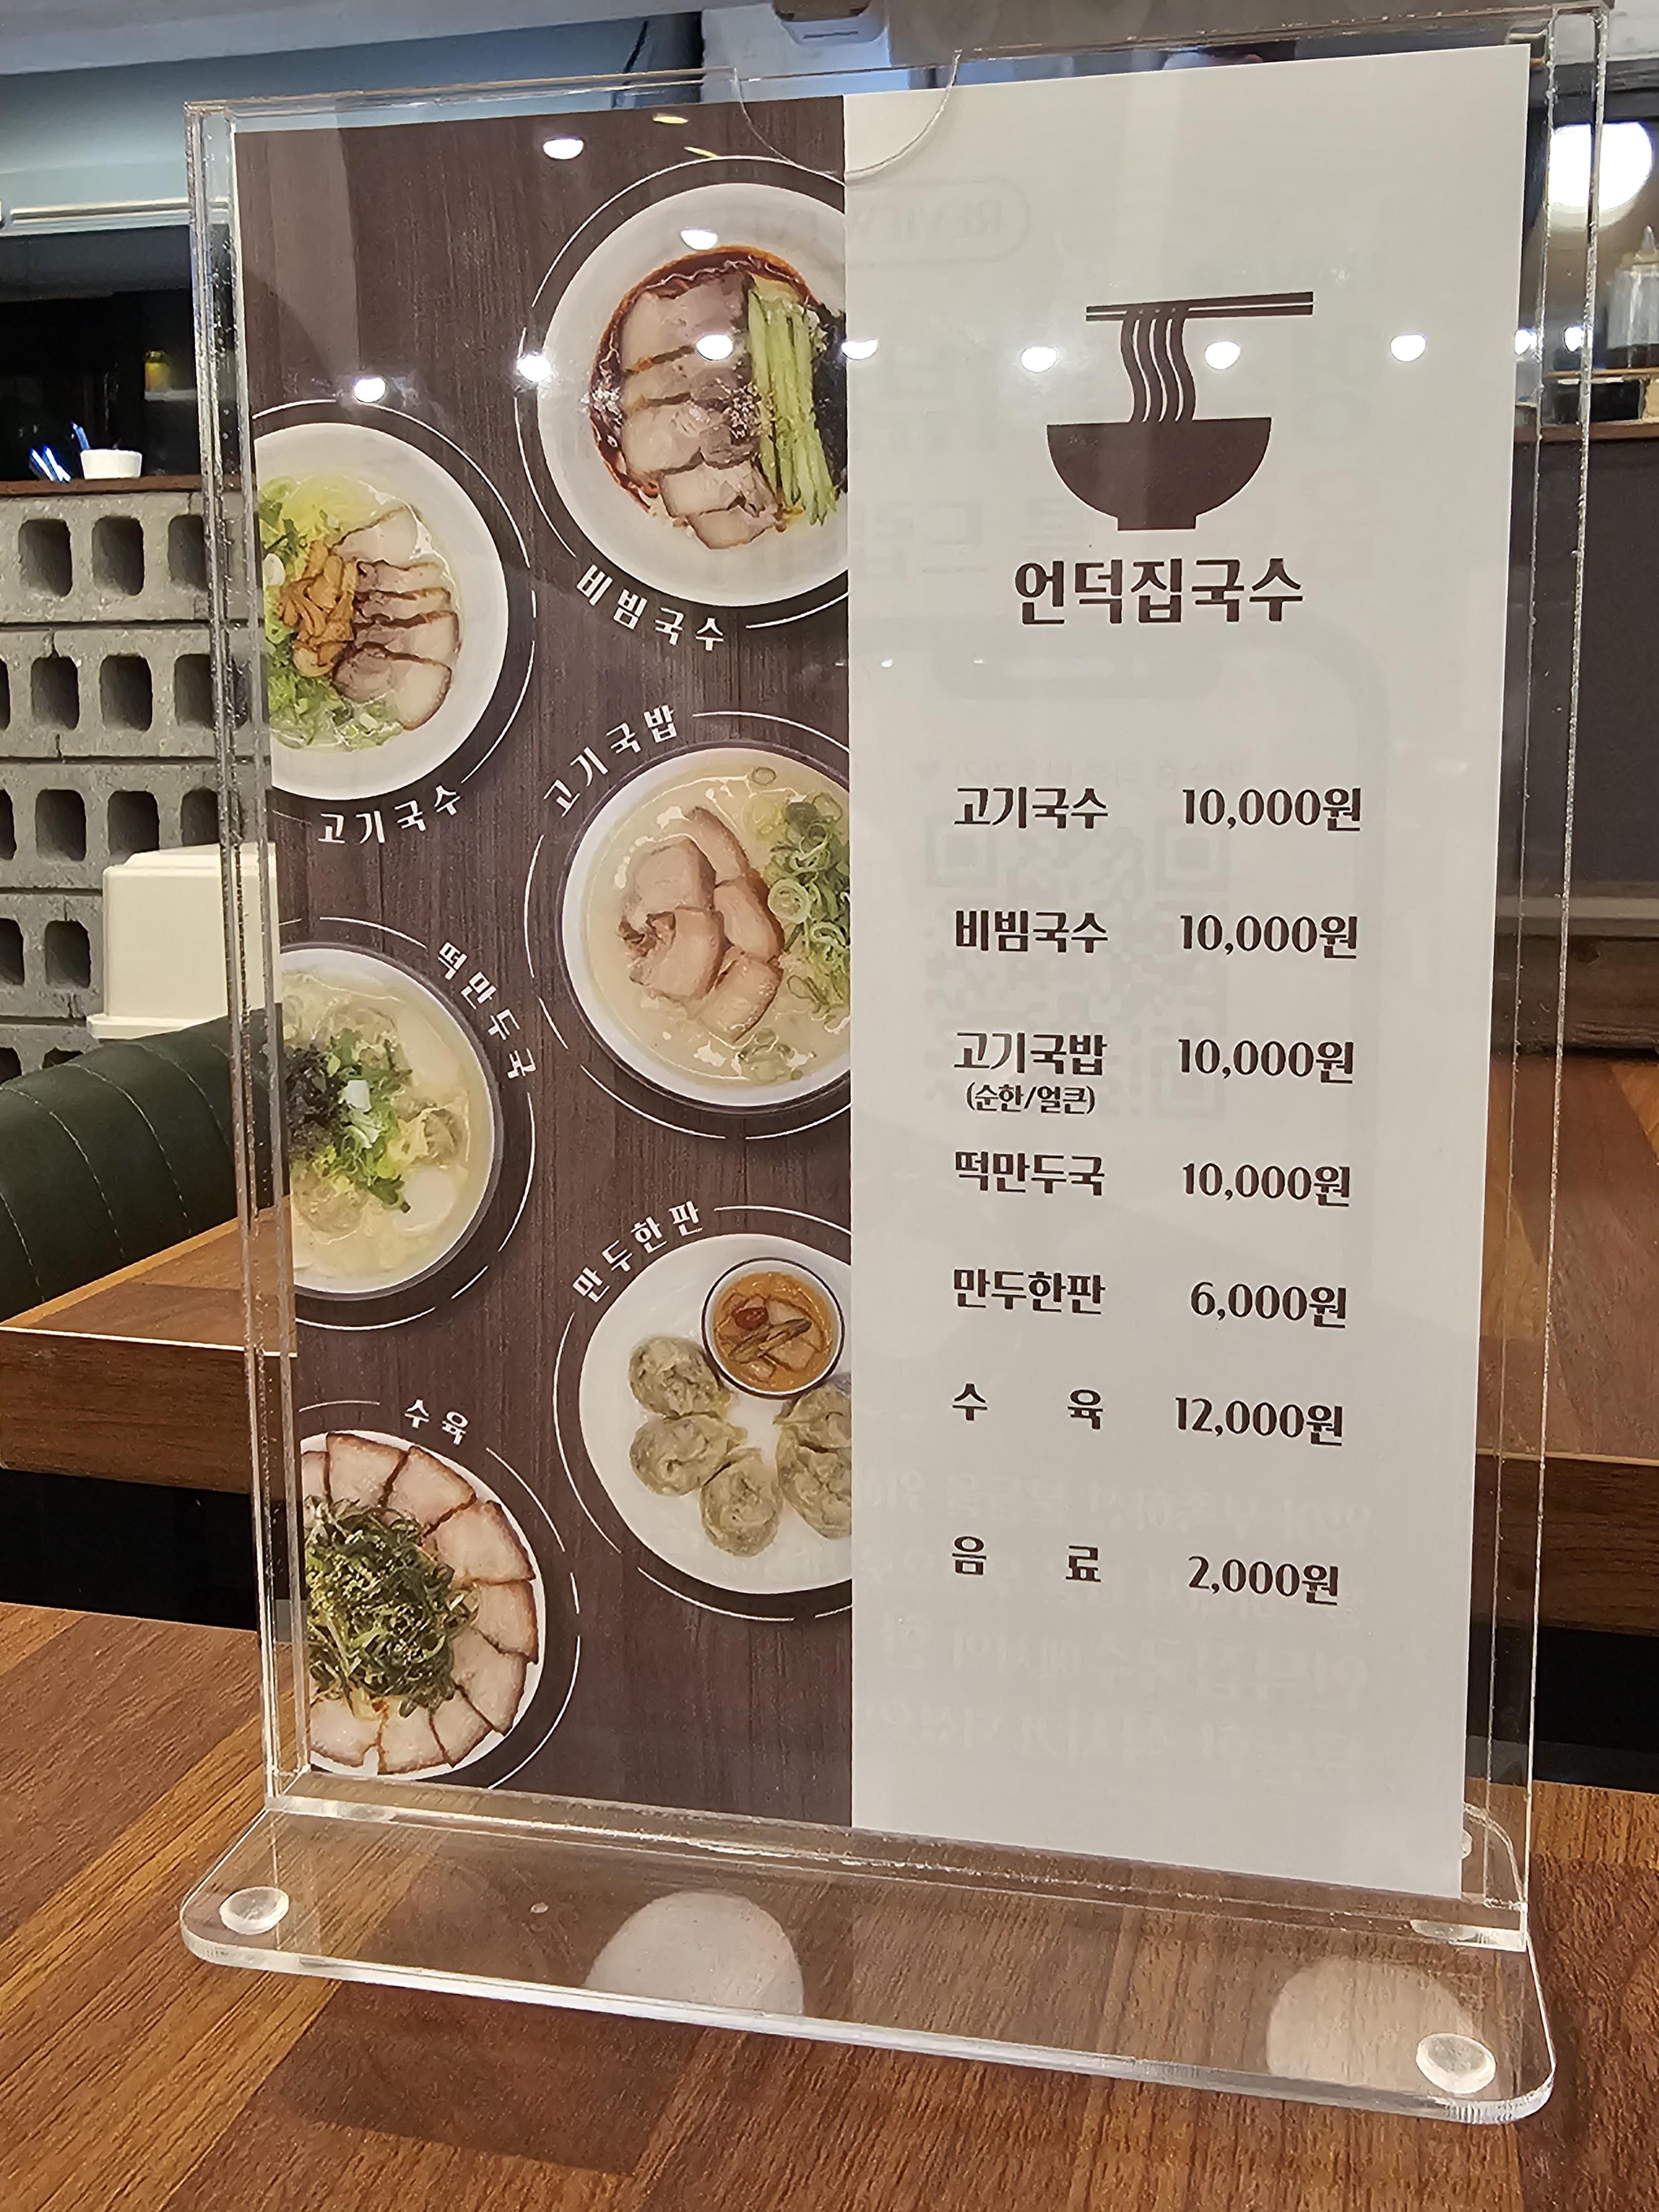 비빔국수
고기국수
고기국밥
떡만두국
만두한판
수육
언덕집국수
고기국수 10,000원
비빔국수 10,000원
고기국밥 10,000원
(순한/얼큰)
떡만두국 10,000원
만두한판 6,000원
수 육 12,000원
음 료 2,000원